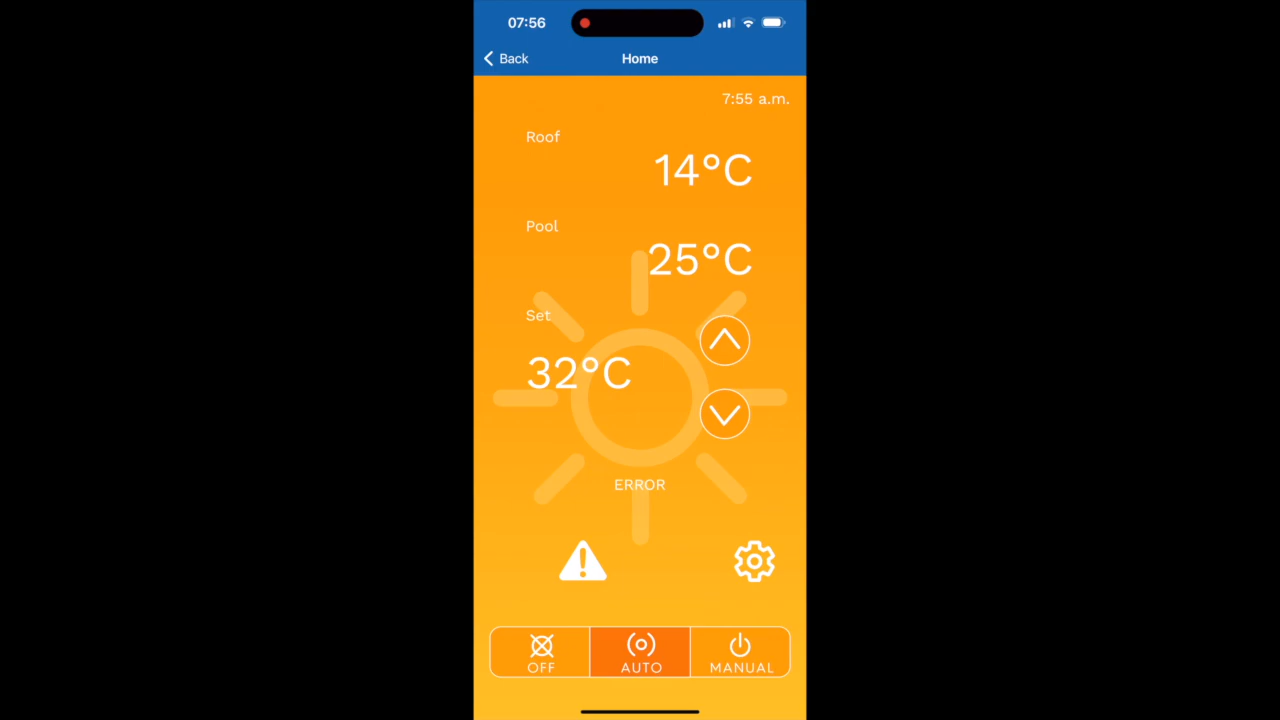 07:56
Back
Home
7:55 a.m.
Roof
14°C
Pool
25°C
Set
32°C
ERROR
OFF
AUTO
MANUAL